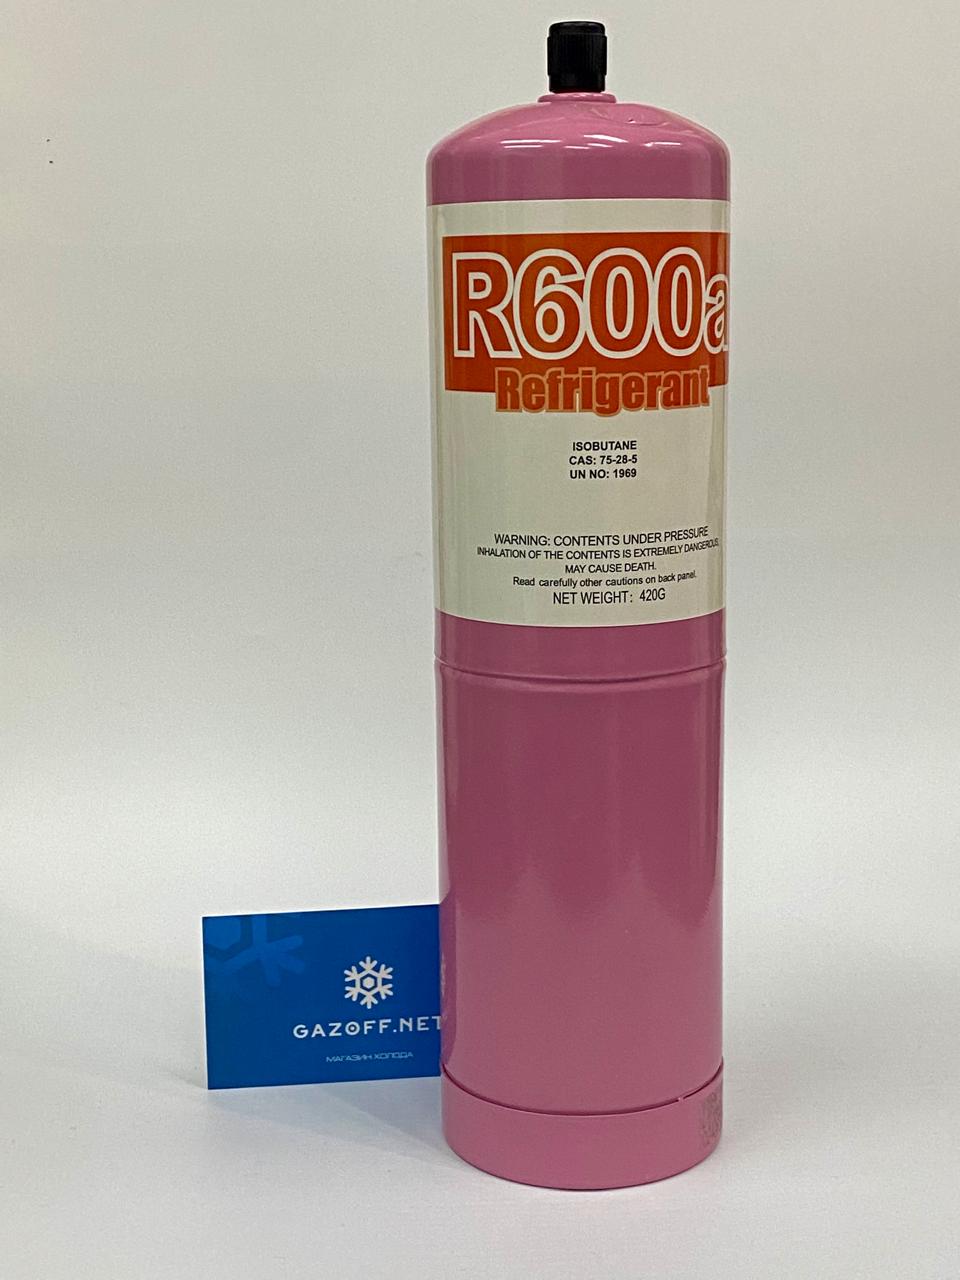 R600a
Refrigerant
ISOBUTANE
CAS: 75-28-5
UN NO: 1969
WARNING: CONTENTS UNDER PRESSURE
INHALATION OF THE CONTENTS IS EXTREMELY DANGEROUS,
MAY CAUSE DEATH.
Read carefully other cautions on back panel.
NET WEIGHT: 420G
GAZOFF.NET
МАГАЗИН ХОЛОДА